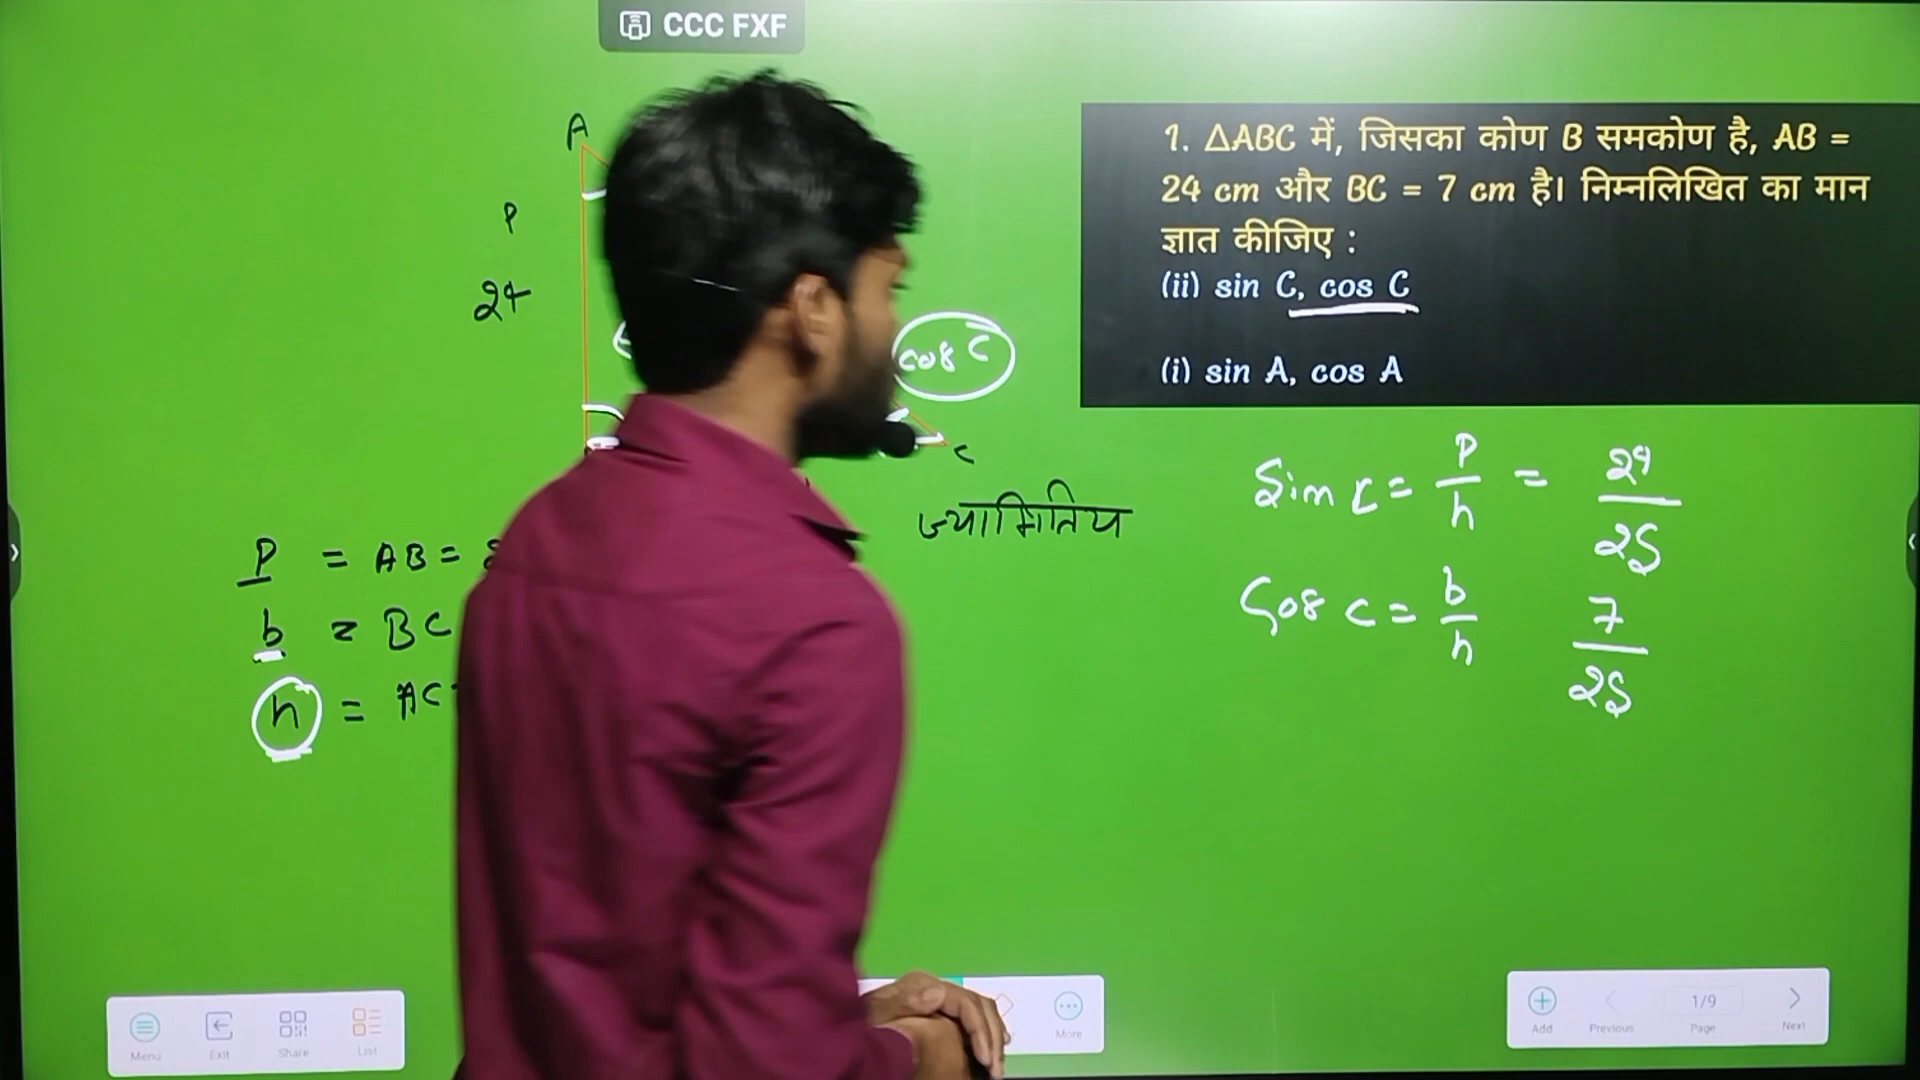 CCC FXF
1. ΔABC में, जिसका कोण B समकोण है, AB =
24 cm और BC = 7 cm है। निम्नलिखित का मान
ज्ञात कीजिए :
(ii) sin C, cos C
(i) sin A, cos A
A
P
24
cos C
C
ज्यामितिय
P = AB =
b = BC
h = AC
Sin C = P/h = 24/25
Cos C = b/h 7/25
Menu Exit Share List
More
Add Previous 1/9 Page Next